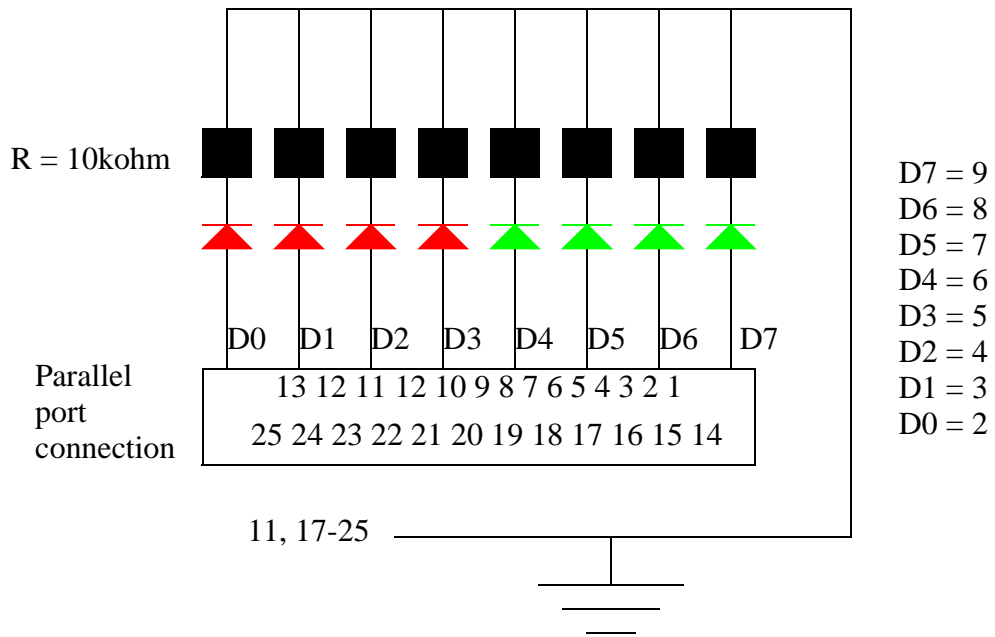 R = 10kohm
D7 = 9
D6 = 8
D5 = 7
D4 = 6
D3 = 5
D2 = 4
D1 = 3
D0 = 2
D0 D1 D2 D3 D4 D5 D6 D7
Parallel
port
connection
13 12 11 12 10 9 8 7 6 5 4 3 2 1
25 24 23 22 21 20 19 18 17 16 15 14
11, 17-25